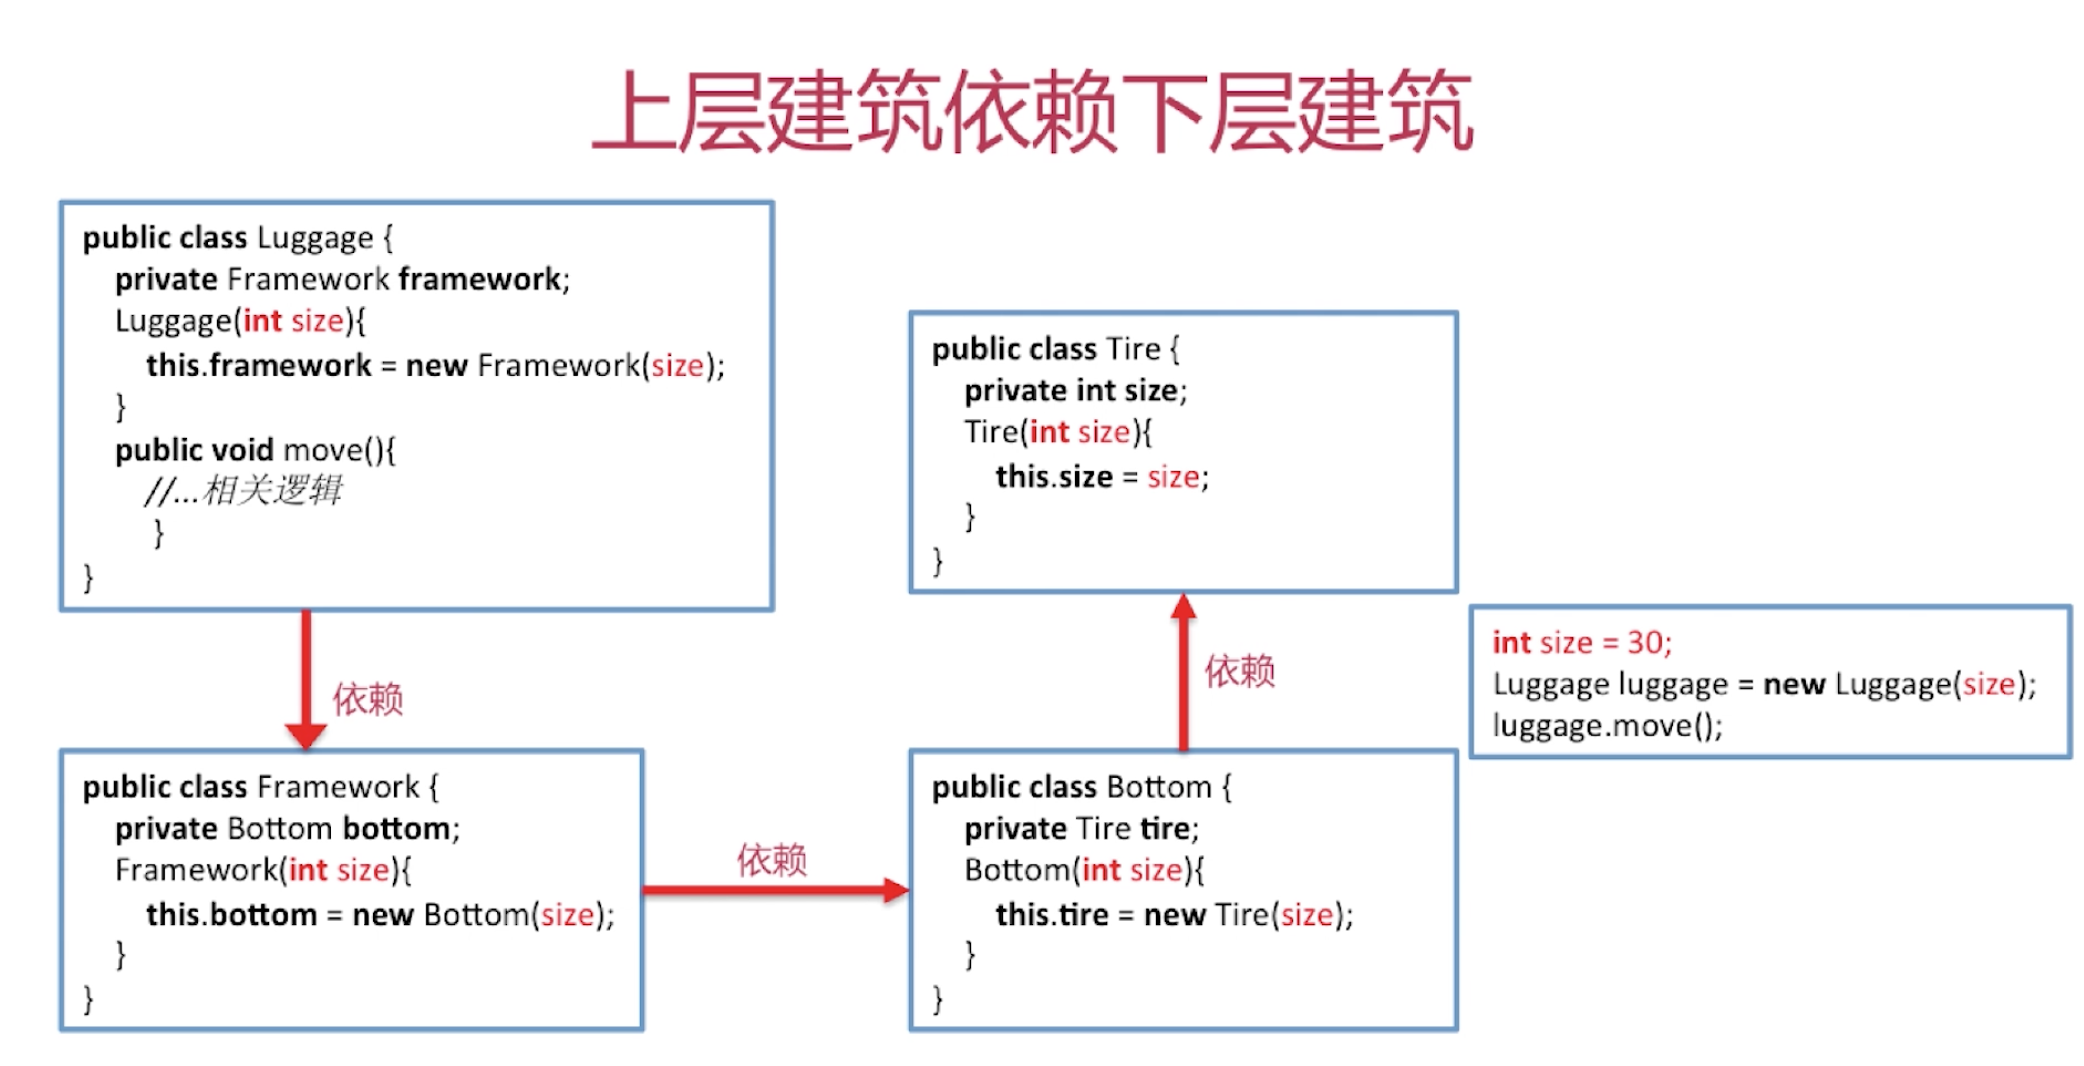 上层建筑依赖下层建筑
public class Luggage {
private Framework framework;
Luggage(int size){
this.framework = new Framework(size);
}
public void move(){
//...相关逻辑
}
}
依赖
public class Framework {
private Bottom bottom;
Framework(int size){
this.bottom = new Bottom(size);
}
}
依赖
public class Bottom {
private Tire tire;
Bottom(int size){
this.tire = new Tire(size);
}
}
依赖
public class Tire {
private int size;
Tire(int size){
this.size = size;
}
}
int size = 30;
Luggage luggage = new Luggage(size);
luggage.move();